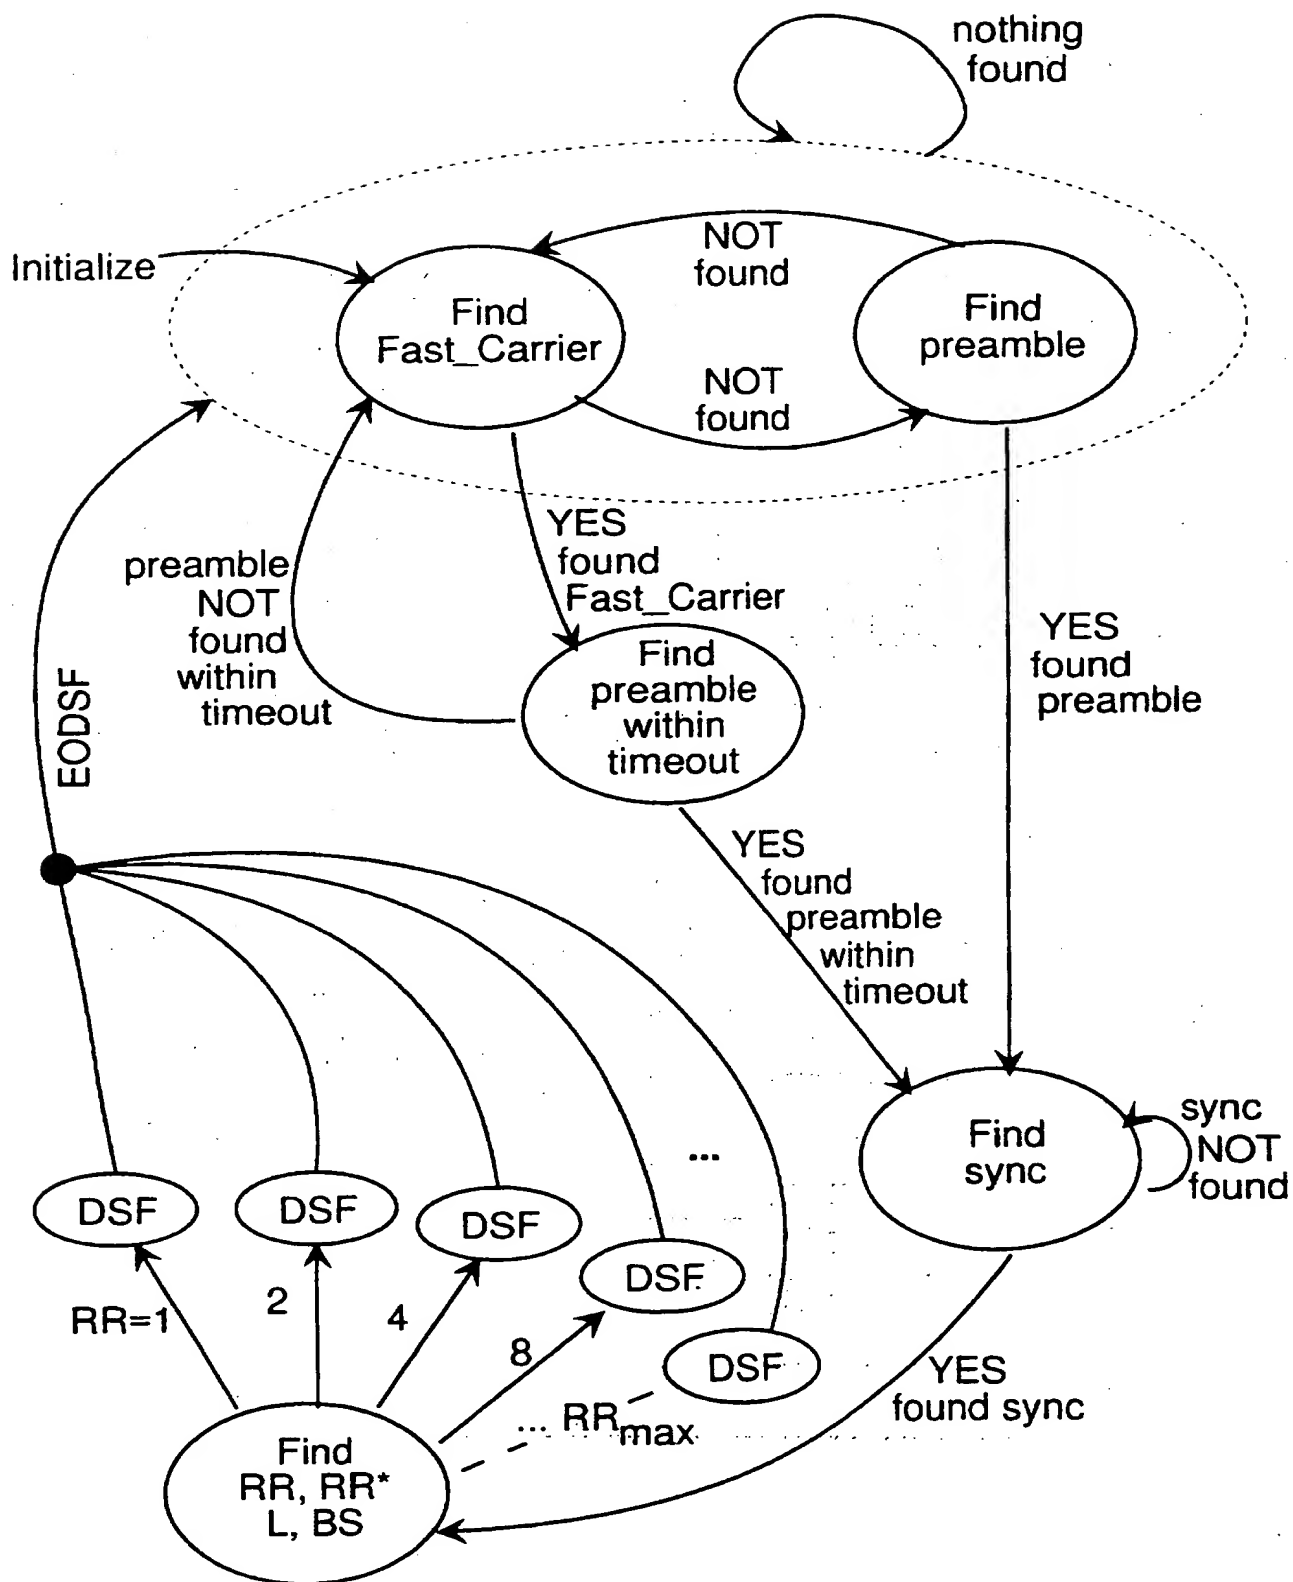 nothing
found
Initialize
NOT
found
Find
Fast_Carrier
Find
preamble
NOT
found
YES
found
Fast_Carrier
preamble
NOT
found
within
timeout
Find
preamble
within
timeout
YES
found
preamble
EODSF
YES
found
preamble
within
timeout
Find
sync
sync
NOT
found
...
DSF
DSF
DSF
DSF
DSF
RR=1
2
4
8
... RRmax
YES
found sync
Find
RR, RR*
L, BS